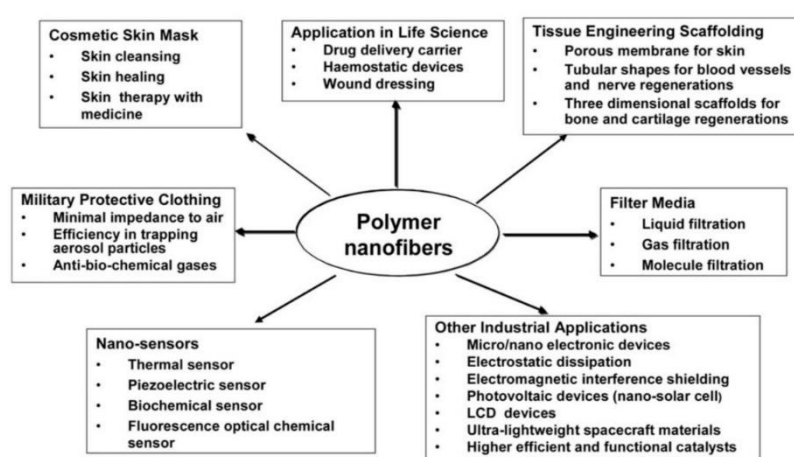 Cosmetic Skin Mask
• Skin cleansing
• Skin healing
• Skin therapy with
medicine
Application in Life Science
• Drug delivery carrier
• Haemostatic devices
• Wound dressing
Tissue Engineering Scaffolding
• Porous membrane for skin
• Tubular shapes for blood vessels
and nerve regenerations
• Three dimensional scaffolds for
bone and cartilage regenerations
Military Protective Clothing
• Minimal impedance to air
• Efficiency in trapping
aerosol particles
• Anti-bio-chemical gases
Polymer
nanofibers
Filter Media
• Liquid filtration
• Gas filtration
• Molecule filtration
Nano-sensors
• Thermal sensor
• Piezoelectric sensor
• Biochemical sensor
• Fluorescence optical chemical
sensor
Other Industrial Applications
• Micro/nano electronic devices
• Electrostatic dissipation
• Electromagnetic interference shielding
• Photovoltaic devices (nano-solar cell)
• LCD devices
• Ultra-lightweight spacecraft materials
• Higher efficient and functional catalysts